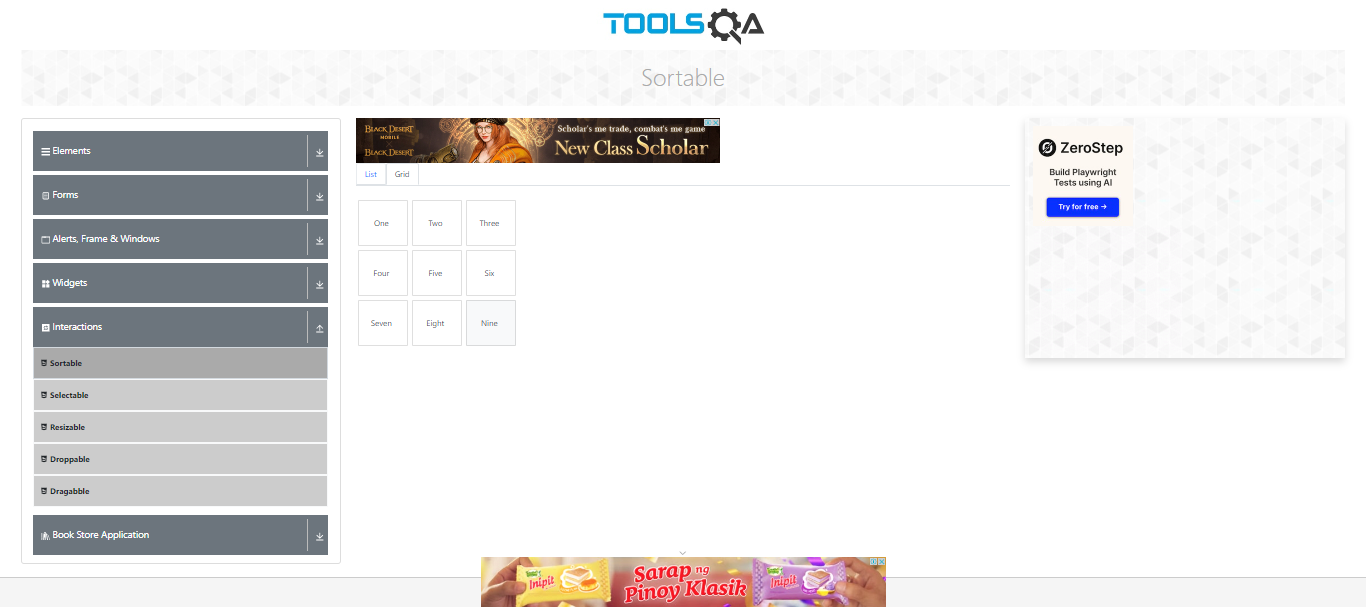 TOOLSQA
Sortable
Elements
Forms
Alerts, Frame & Windows
Widgets
Interactions
Sortable
Selectable
Resizable
Droppable
Dragabble
Book Store Application
BLACK DESERT
MOBILE
BLACK DESERT
Scholar's me trade, combat's me game
New Class Scholar
List
Grid
One
Two
Three
Four
Five
Six
Seven
Eight
Nine
ZeroStep
Build Playwright
Tests using AI
Try for free →
Inipit
Sarap ng
Pinoy Klasik
Inipit